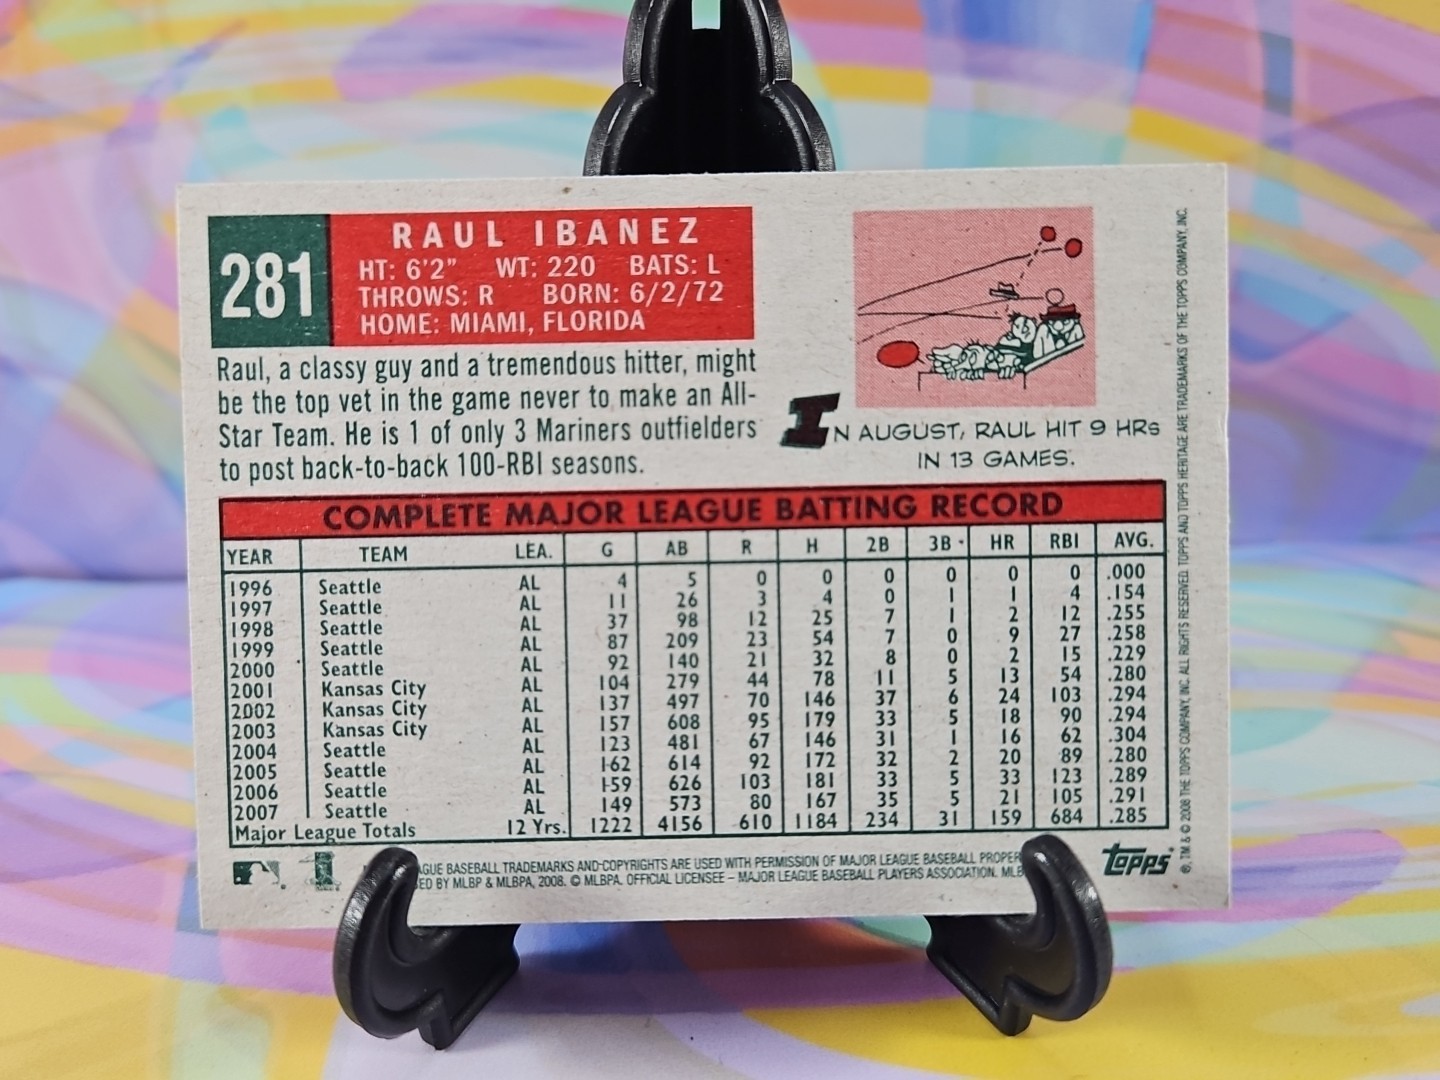 281
RAUL IBANEZ
HT: 6'2" WT: 220 BATS: L
THROWS: R BORN: 6/2/72
HOME: MIAMI, FLORIDA
Raul, a classy guy and a tremendous hitter, might
be the top vet in the game never to make an All-
Star Team. He is 1 of only 3 Mariners outfielders
to post back-to-back 100-RBI seasons.
IN AUGUST, RAUL HIT 9 HRs
IN 13 GAMES.
COMPLETE MAJOR LEAGUE BATTING RECORD
YEAR TEAM LEA. G AB R H 2B 3B HR RBI AVG.
1996 Seattle AL 4 5 0 0 0 0 0 0 .000
1997 Seattle AL 11 26 3 4 0 1 1 4 .154
1998 Seattle AL 37 98 12 25 7 1 2 12 .255
1999 Seattle AL 87 209 23 54 7 0 9 27 .258
2000 Seattle AL 92 140 21 32 8 0 2 15 .229
2001 Kansas City AL 104 279 44 78 11 5 13 54 .280
2002 Kansas City AL 137 497 70 146 37 6 24 103 .294
2003 Kansas City AL 157 608 95 179 33 5 18 90 .294
2004 Seattle AL 123 481 67 146 31 1 16 62 .304
2005 Seattle AL 162 614 92 172 32 2 20 89 .280
2006 Seattle AL 159 626 103 181 33 5 33 123 .289
2007 Seattle AL 149 573 80 167 35 5 21 105 .291
Major League Totals 12 Yrs. 1222 4156 610 1184 234 31 159 684 .285
GUE BASEBALL TRADEMARKS AND COPYRIGHTS ARE USED WITH PERMISSION OF MAJOR LEAGUE BASEBALL PROPER
ED BY MLBP & MLBPA, 2008. © MLBPA. OFFICIAL LICENSEE – MAJOR LEAGUE BASEBALL PLAYERS ASSOCIATION. MLB
Topps
®, TM & © 2008 THE TOPPS COMPANY, INC. ALL RIGHTS RESERVED. TOPPS AND TOPPS HERITAGE ARE TRADEMARKS OF THE TOPPS COMPANY, INC.